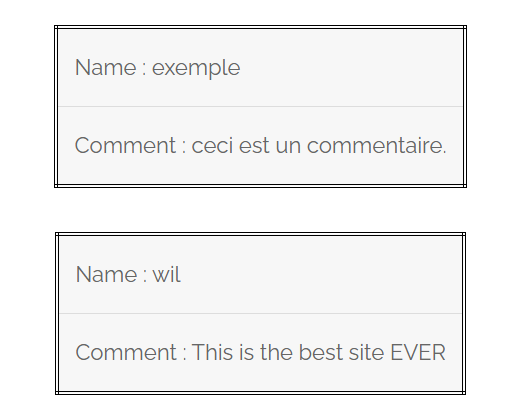 Name : exemple
Comment : ceci est un commentaire.
Name : wil
Comment : This is the best site EVER